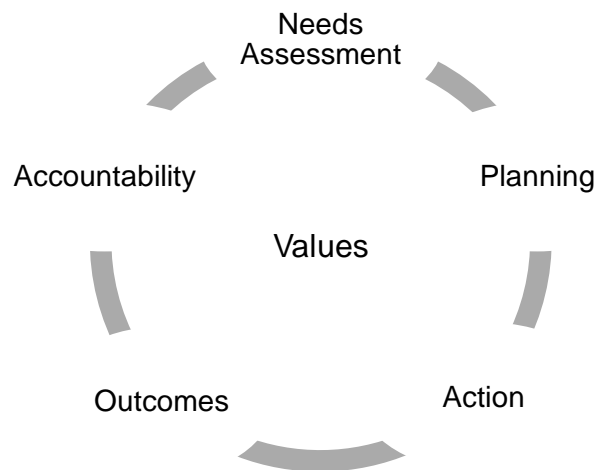 Needs
Assessment
Accountability
Planning
Values
Outcomes
Action